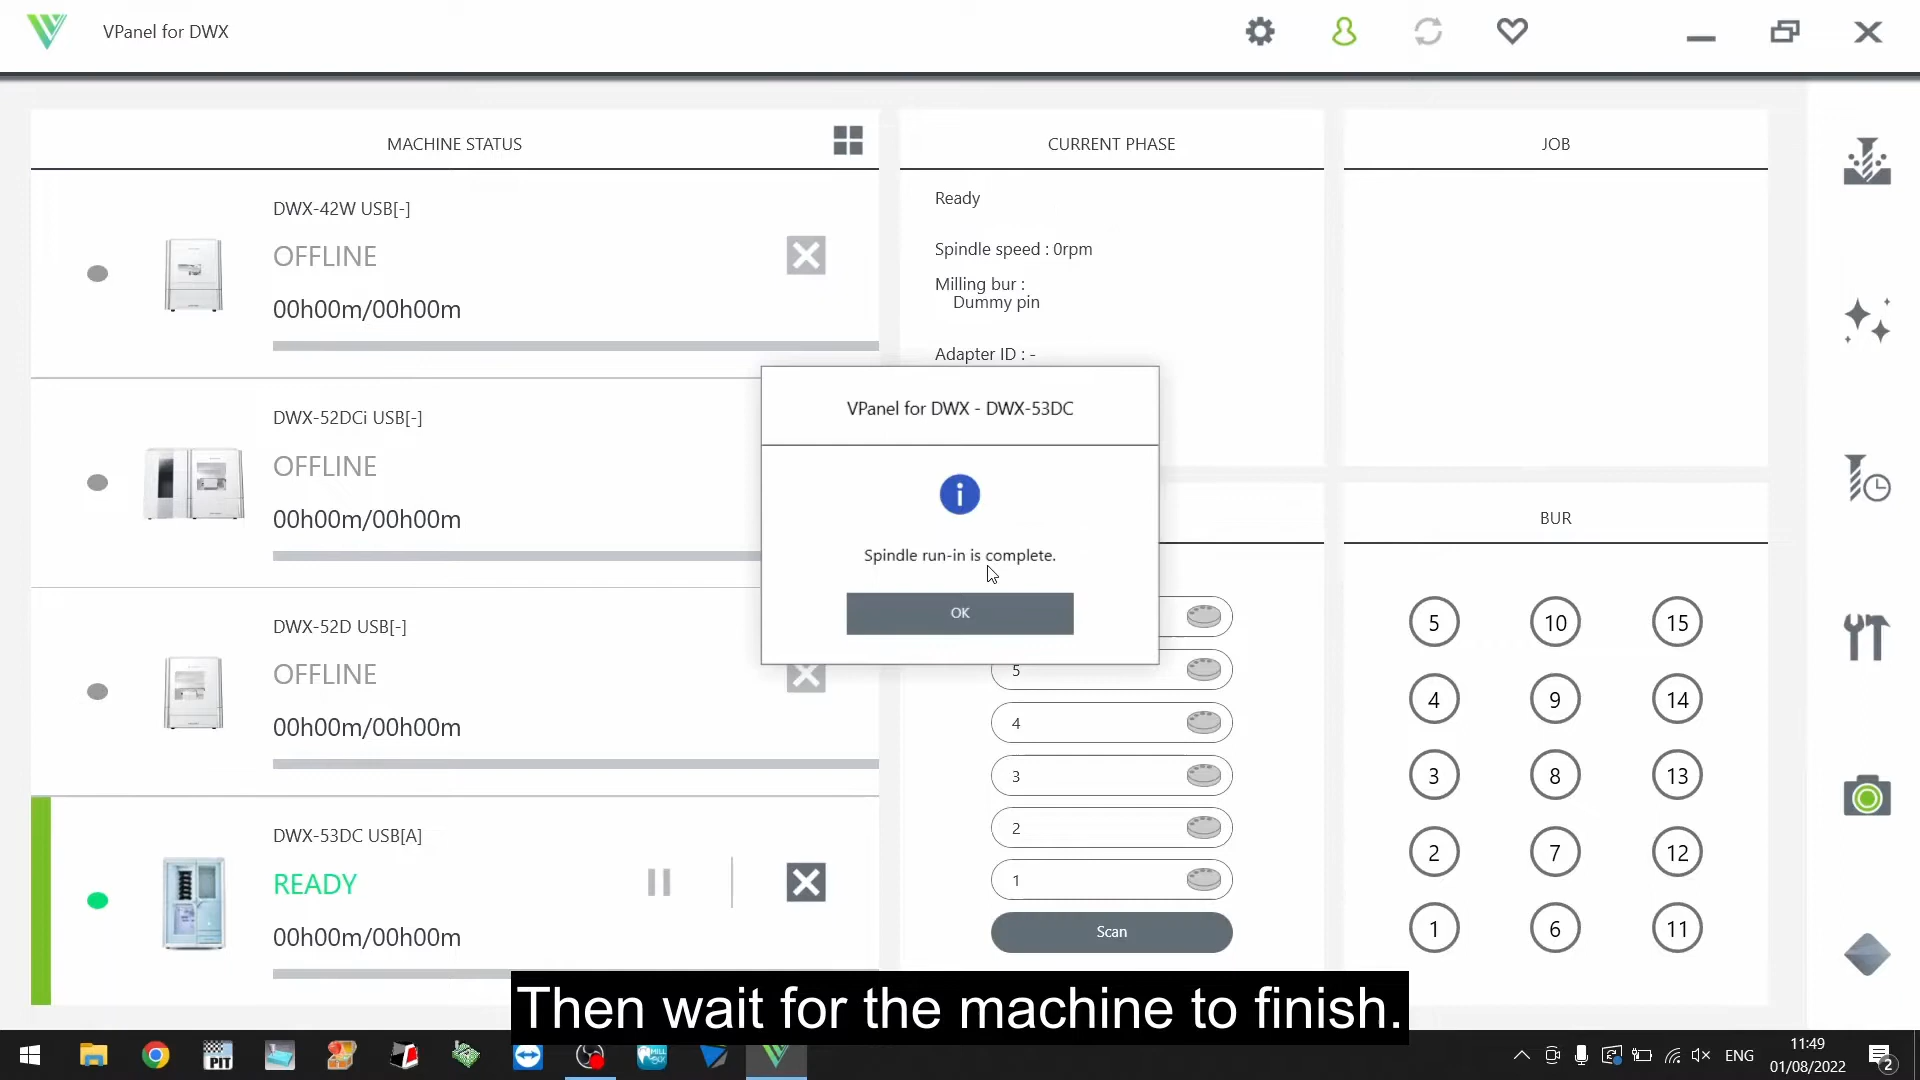 VPanel for DWX
MACHINE STATUS
DWX-42W USB[-]
OFFLINE
00h00m/00h00m
DWX-52DCi USB[-]
OFFLINE
00h00m/00h00m
DWX-52D USB[-]
OFFLINE
00h00m/00h00m
DWX-53DC USB[A]
READY
00h00m/00h00m
CURRENT PHASE
Ready
Spindle speed : 0rpm
Milling bur :
Dummy pin
Adapter ID : -
JOB
VPanel for DWX - DWX-53DC
Spindle run-in is complete.
OK
5
4
3
2
1
Scan
BUR
5 10 15
4 9 14
3 8 13
2 7 12
1 6 11
Then wait for the machine to finish.
PIT
MILL BOX
ENG
11:49
01/08/2022
2